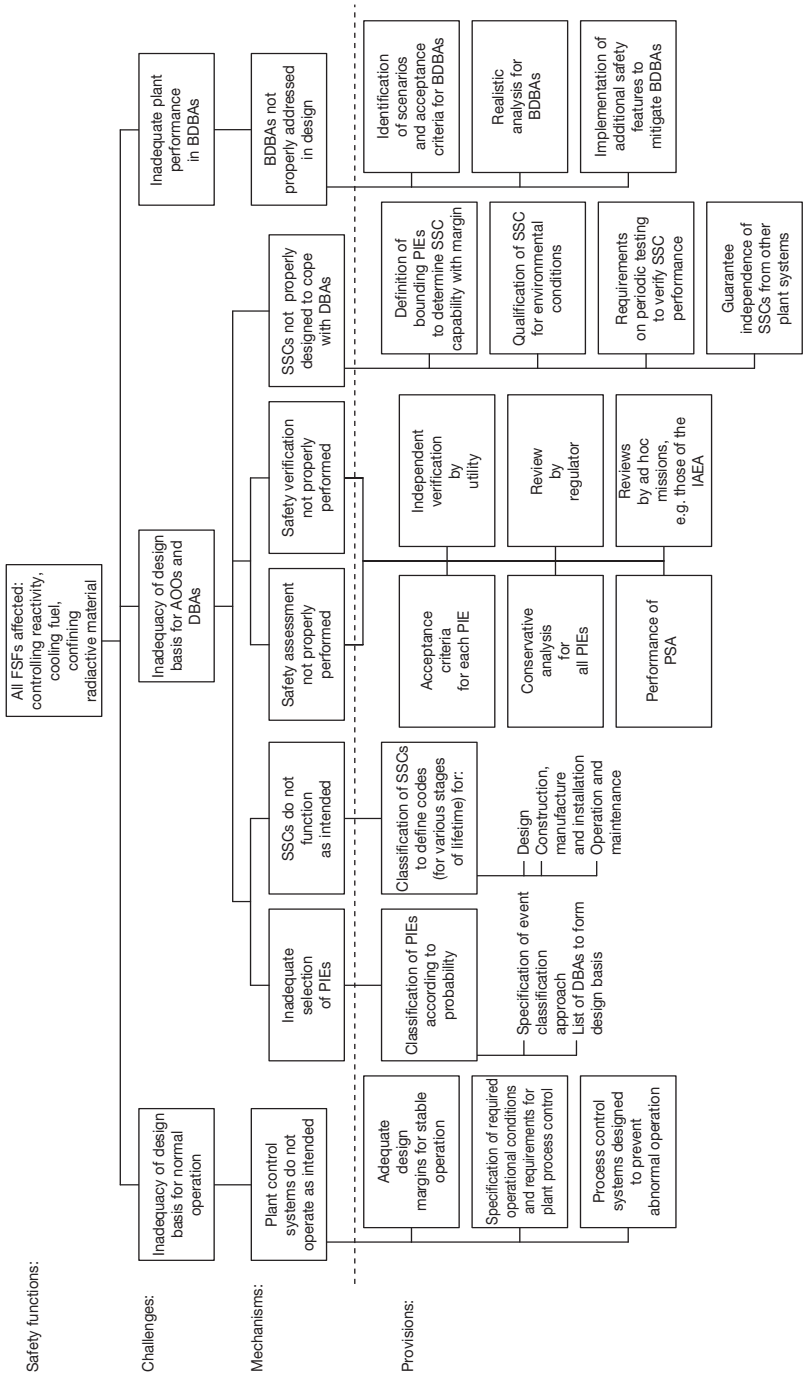 Safety functions:
All FSFs affected:
controlling reactivity,
cooling fuel,
confining
radiactive material
Challenges:
Inadequacy of design
basis for normal
operation
Inadequacy of design
basis for AOOs and
DBAs
Inadequate plant
performance
in BDBAs
Mechanisms:
Plant control
systems do not
operate as intended
Inadequate
selection
of PIEs
SSCs do not
function
as intended
Safety assessment
not properly
performed
Safety verification
not properly
performed
SSCs not properly
designed to cope
with DBAs
BDBAs not
properly addressed
in design
Provisions:
Adequate
design
margins for stable
operation
Specification of required
operational conditions
and requirements for
plant process control
Process control
systems designed
to prevent
abnormal operation
Classification of PIEs
according to
probability
Specification of event
classification
approach
List of DBAs to form
design basis
Classification of SSCs
to define codes
(for various stages
of lifetime) for:
Design
Construction,
manufacture
and installation
Operation and
maintenance
Acceptance
criteria
for each PIE
Conservative
analysis
for
all PIEs
Performance of
PSA
Independent
verification
by
utility
Review
by
regulator
Reviews
by ad hoc
missions,
e.g. those of the
IAEA
Definition of
bounding PIEs
to determine SSC
capability with margin
Qualification of SSC
for environmental
conditions
Requirements
on periodic testing
to verify SSC
performance
Guarantee
independence of
SSCs from other
plant systems
Identification
of scenarios
and acceptance
criteria for BDBAs
Realistic
analysis for
BDBAs
Implementation of
additional safety
features to
mitigate BDBAs